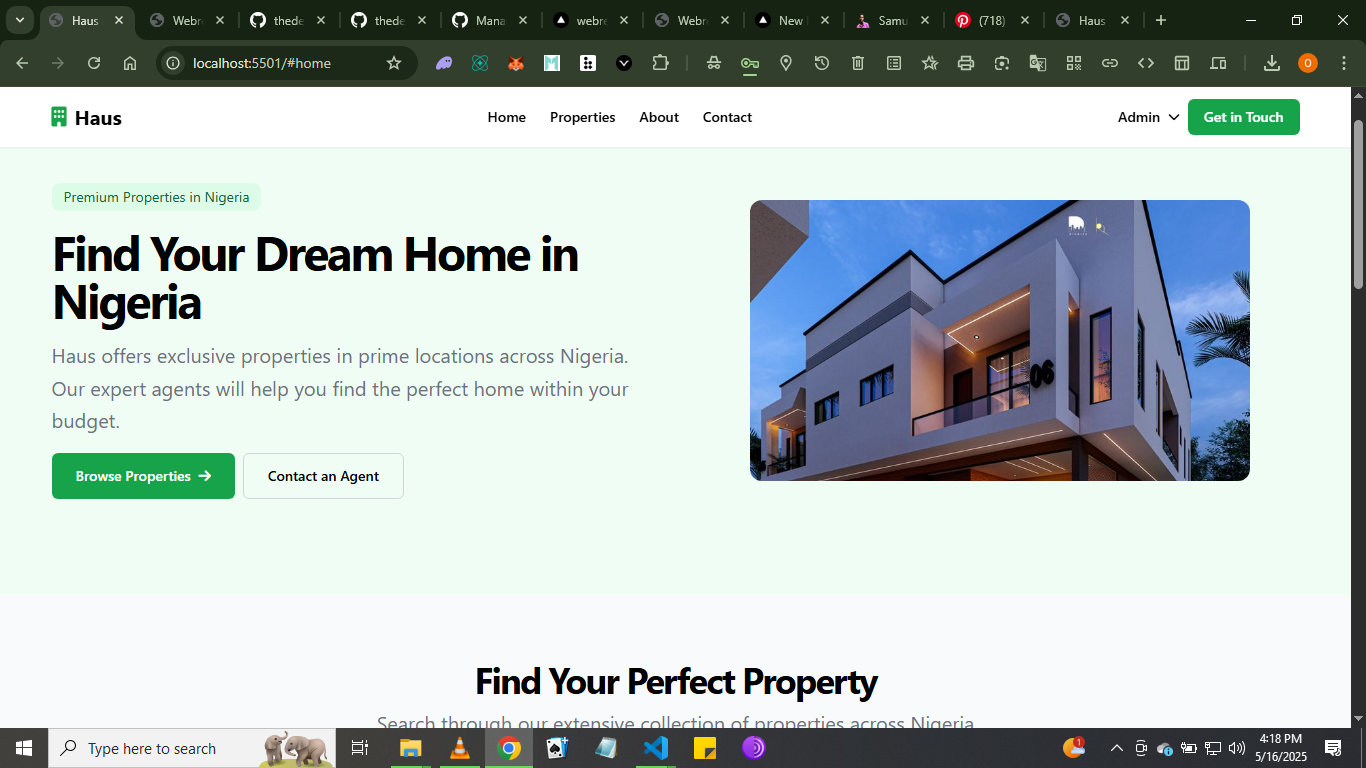 Haus
Webr
thede
thede
Mana
webre
Webr
New
Samu
(718)
Haus
localhost:5501/#home
O
Haus
Home
Properties
About
Contact
Admin
Get in Touch
Premium Properties in Nigeria
Find Your Dream Home in
Nigeria
Haus offers exclusive properties in prime locations across Nigeria.
Our expert agents will help you find the perfect home within your
budget.
Browse Properties
Contact an Agent
06
Find Your Perfect Property
Search through our extensive collection of properties across Nigeria
Type here to search
1
4:18 PM
5/16/2025